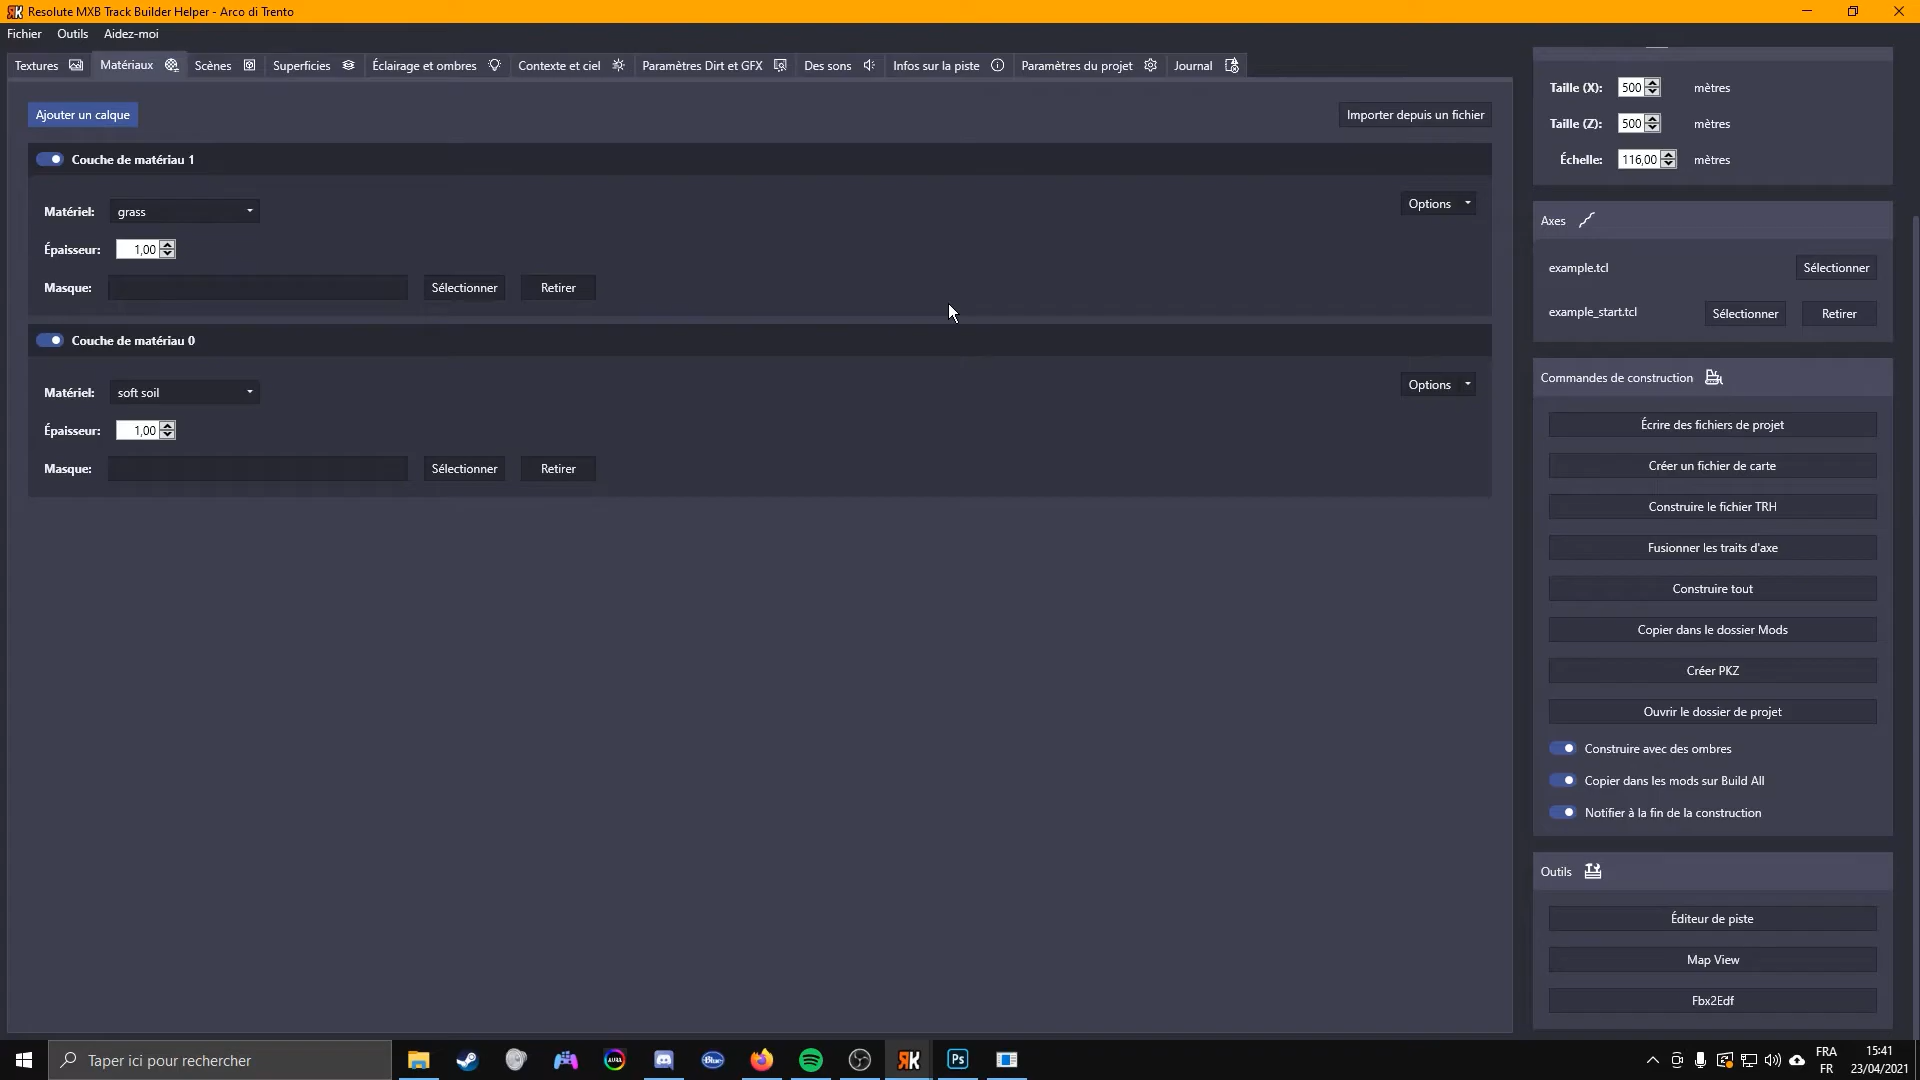 Resolute MXB Track Builder Helper - Arco di Trento
Fichier Outils Aidez-moi
Textures Matériaux Scènes Superficies Éclairage et ombres Contexte et ciel Paramètres Dirt et GFX Des sons Infos sur la piste Paramètres du projet Journal
Ajouter un calque
Importer depuis un fichier
Couche de matériau 1
Matériel: grass
Options
Épaisseur: 1,00
Masque: Sélectionner Retirer
Couche de matériau 0
Matériel: soft soil
Options
Épaisseur: 1,00
Masque: Sélectionner Retirer
Taille (X): 500 mètres
Taille (Z): 500 mètres
Échelle: 116,00 mètres
Axes
example.tcl Sélectionner
example_start.tcl Sélectionner Retirer
Commandes de construction
Écrire des fichiers de projet
Créer un fichier de carte
Construire le fichier TRH
Fusionner les traits d'axe
Construire tout
Copier dans le dossier Mods
Créer PKZ
Ouvrir le dossier de projet
Construire avec des ombres
Copier dans les mods sur Build All
Notifier à la fin de la construction
Outils
Éditeur de piste
Map View
Fbx2Edf
Taper ici pour rechercher
AURA
Blue
RK
Ps
FRA
FR
15:41
23/04/2021